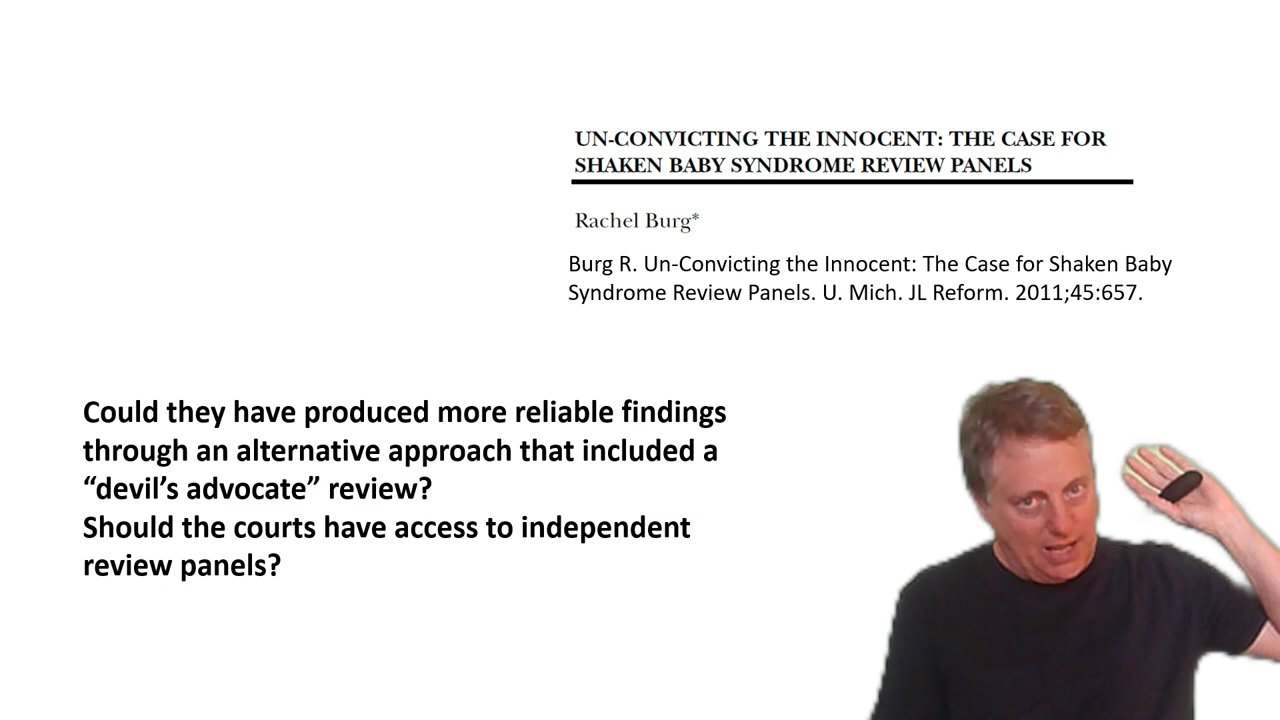 UN-CONVICTING THE INNOCENT: THE CASE FOR
SHAKEN BABY SYNDROME REVIEW PANELS
Rachel Burg*
Burg R. Un-Convicting the Innocent: The Case for Shaken Baby
Syndrome Review Panels. U. Mich. JL Reform. 2011;45:657.
Could they have produced more reliable findings
through an alternative approach that included a
“devil’s advocate” review?
Should the courts have access to independent
review panels?